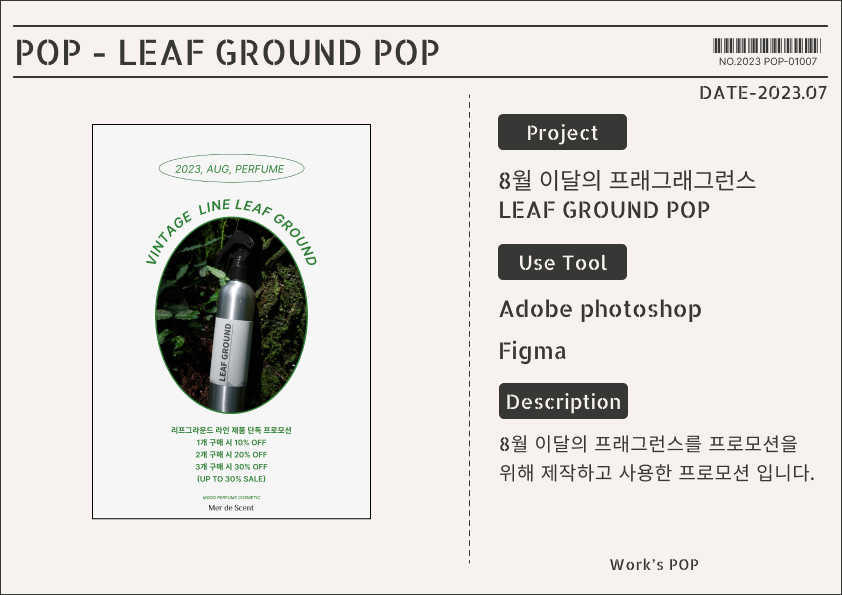 POP - LEAF GROUND POP
NO.2023 POP-01007
DATE-2023.07
2023, AUG, PERFUME
VINTAGE LINE LEAF GROUND
LEAF GROUND
리프그라운드 라인 제품 단독 프로모션
1개 구매 시 10% OFF
2개 구매 시 20% OFF
3개 구매 시 30% OFF
(UP TO 30% SALE)
MOOD PERFUME COSMETIC
Mer de Scent
Project
8월 이달의 프래그래그런스
LEAF GROUND POP
Use Tool
Adobe photoshop
Figma
Description
8월 이달의 프래그런스를 프로모션을
위해 제작하고 사용한 프로모션 입니다.
Work's POP